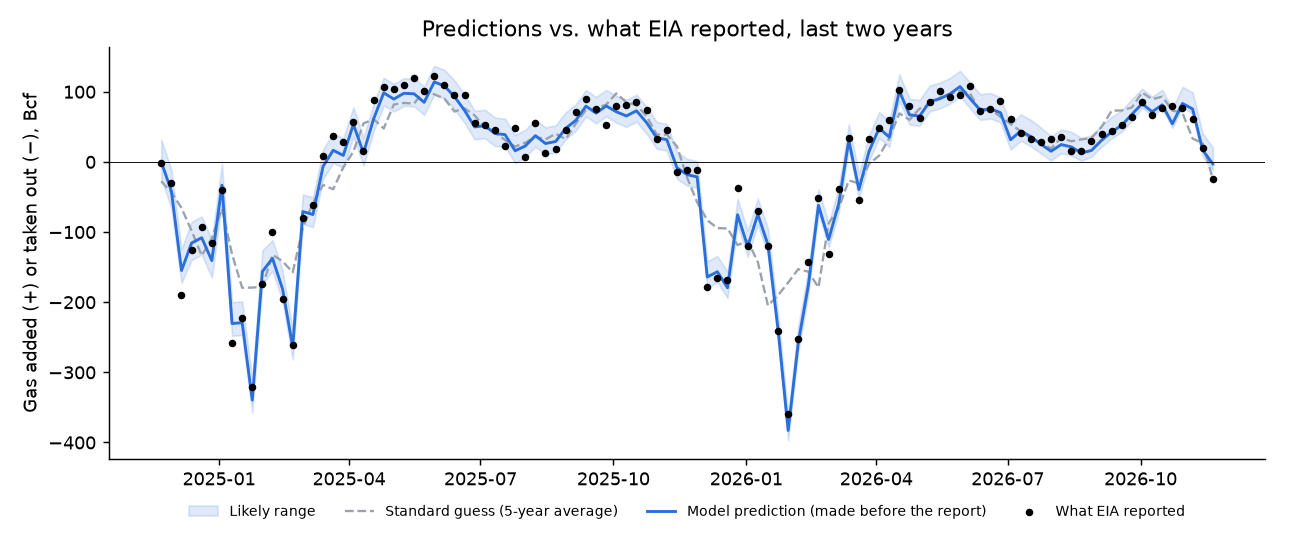 Predictions vs. what EIA reported, last two years
Gas added (+) or taken out (−), Bcf
100
0
−100
−200
−300
−400
2025-01
2025-04
2025-07
2025-10
2026-01
2026-04
2026-07
2026-10
Likely range
Standard guess (5-year average)
Model prediction (made before the report)
What EIA reported